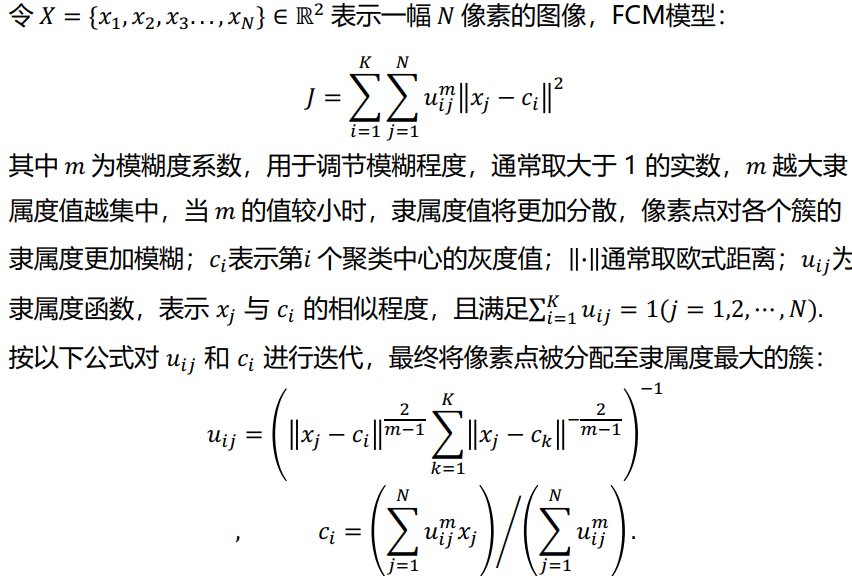 令 𝑋 = {𝑥₁, 𝑥₂, 𝑥₃…, 𝑥_N} ∈ ℝ² 表示一幅 𝑁 像素的图像，FCM模型：
J = \sum_{i=1}^{K} \sum_{j=1}^{N} u_{ij}^{m} \|x_j - c_i\|^2
其中 𝑚 为模糊度系数，用于调节模糊程度，通常取大于 1 的实数，𝑚 越大隶
属度值越集中，当 𝑚 的值较小时，隶属度值将更加分散，像素点对各个簇的
隶属度更加模糊；c_i表示第i 个聚类中心的灰度值；‖·‖通常取欧式距离；u_{ij}为
隶属度函数，表示 x_j 与 c_i 的相似程度，且满足\sum_{i=1}^{K} u_{ij} = 1(j = 1,2,⋯,N).
按以下公式对 u_{ij} 和 c_i 进行迭代，最终将像素点被分配至隶属度最大的簇：
u_{ij} = \left( \|x_j - c_i\|^{\frac{2}{m-1}} \sum_{k=1}^{K} \|x_j - c_k\|^{-\frac{2}{m-1}} \right)^{-1}
, c_i = \left( \sum_{j=1}^{N} u_{ij}^{m} x_j \right) / \left( \sum_{j=1}^{N} u_{ij}^{m} \right).